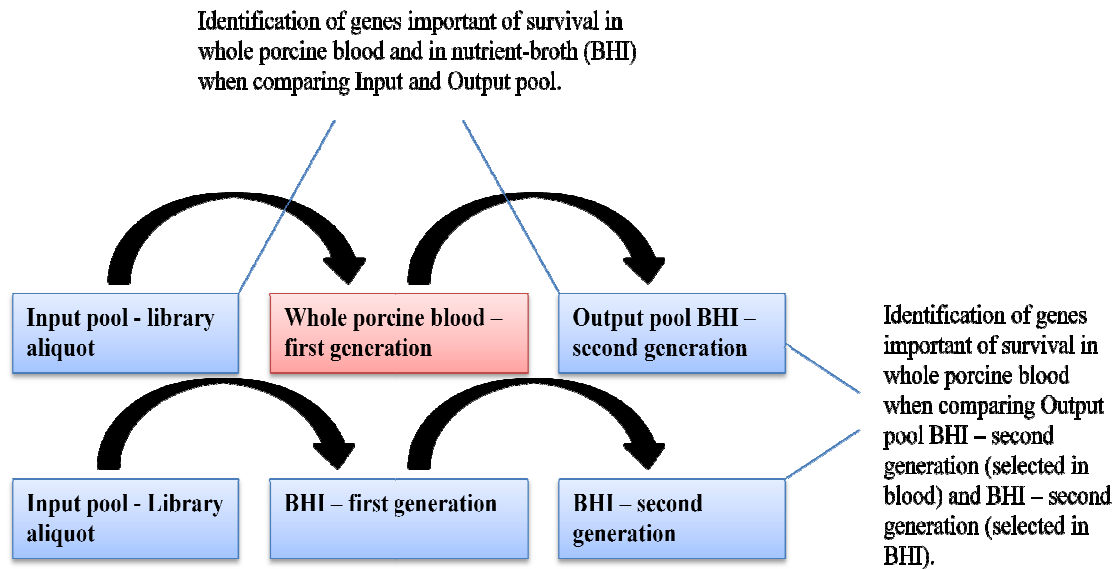 Identification of genes important of survival in
whole porcine blood and in nutrient-broth (BHI)
when comparing Input and Output pool.
Input pool - library
aliquot
Whole porcine blood –
first generation
Output pool BHI –
second generation
Input pool - Library
aliquot
BHI – first generation
BHI – second
generation
Identification of genes
important of survival in
whole porcine blood
when comparing Output
pool BHI – second
generation (selected in
blood) and BHI – second
generation (selected in
BHI).